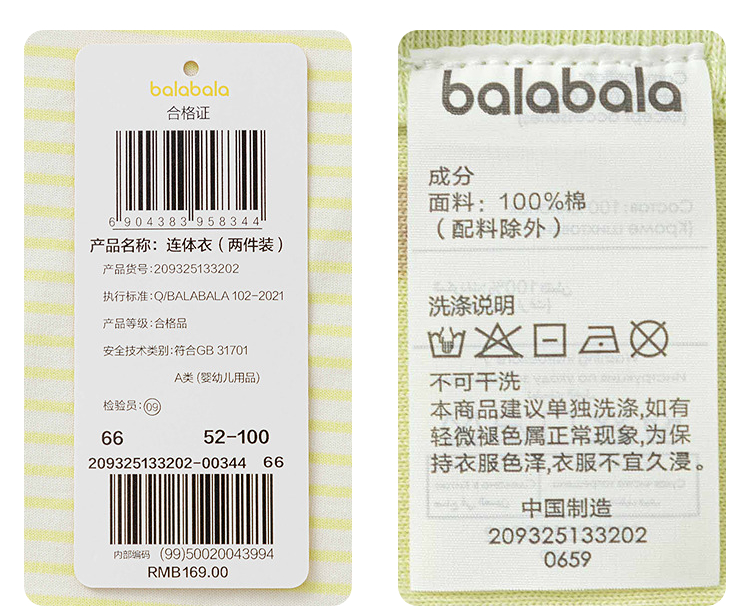 balabala
合格证
6 904383 958344
产品名称：连体衣（两件装）
产品货号:209325133202
执行标准:Q/BALABALA 102-2021
产品等级:合格品
安全技术类别:符合GB 31701
A类 (婴幼儿用品)
检验员:09
66 52-100
209325133202-00344 66
内部编码 (99)50020043994
RMB169.00
balabala
成分
面料：100%棉
（配料除外）
洗涤说明
不可干洗
本商品建议单独洗涤,如有
轻微褪色属正常现象,为保
持衣服色泽,衣服不宜久浸。
中国制造
209325133202
0659